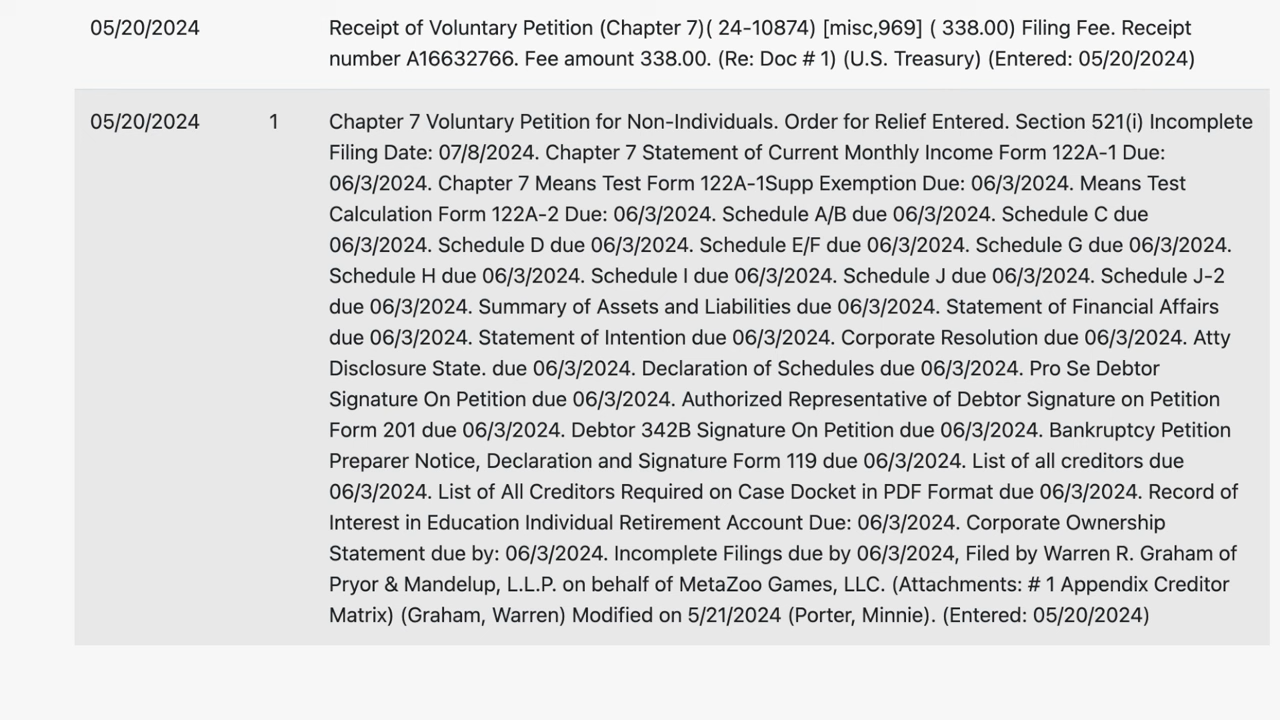 05/20/2024 Receipt of Voluntary Petition (Chapter 7)( 24-10874) [misc,969] ( 338.00) Filing Fee. Receipt
number A16632766. Fee amount 338.00. (Re: Doc # 1) (U.S. Treasury) (Entered: 05/20/2024)
05/20/2024 1 Chapter 7 Voluntary Petition for Non-Individuals. Order for Relief Entered. Section 521(i) Incomplete
Filing Date: 07/8/2024. Chapter 7 Statement of Current Monthly Income Form 122A-1 Due:
06/3/2024. Chapter 7 Means Test Form 122A-1Supp Exemption Due: 06/3/2024. Means Test
Calculation Form 122A-2 Due: 06/3/2024. Schedule A/B due 06/3/2024. Schedule C due
06/3/2024. Schedule D due 06/3/2024. Schedule E/F due 06/3/2024. Schedule G due 06/3/2024.
Schedule H due 06/3/2024. Schedule I due 06/3/2024. Schedule J due 06/3/2024. Schedule J-2
due 06/3/2024. Summary of Assets and Liabilities due 06/3/2024. Statement of Financial Affairs
due 06/3/2024. Statement of Intention due 06/3/2024. Corporate Resolution due 06/3/2024. Atty
Disclosure State. due 06/3/2024. Declaration of Schedules due 06/3/2024. Pro Se Debtor
Signature On Petition due 06/3/2024. Authorized Representative of Debtor Signature on Petition
Form 201 due 06/3/2024. Debtor 342B Signature On Petition due 06/3/2024. Bankruptcy Petition
Preparer Notice, Declaration and Signature Form 119 due 06/3/2024. List of all creditors due
06/3/2024. List of All Creditors Required on Case Docket in PDF Format due 06/3/2024. Record of
Interest in Education Individual Retirement Account Due: 06/3/2024. Corporate Ownership
Statement due by: 06/3/2024. Incomplete Filings due by 06/3/2024, Filed by Warren R. Graham of
Pryor & Mandelup, L.L.P. on behalf of MetaZoo Games, LLC. (Attachments: # 1 Appendix Creditor
Matrix) (Graham, Warren) Modified on 5/21/2024 (Porter, Minnie). (Entered: 05/20/2024)